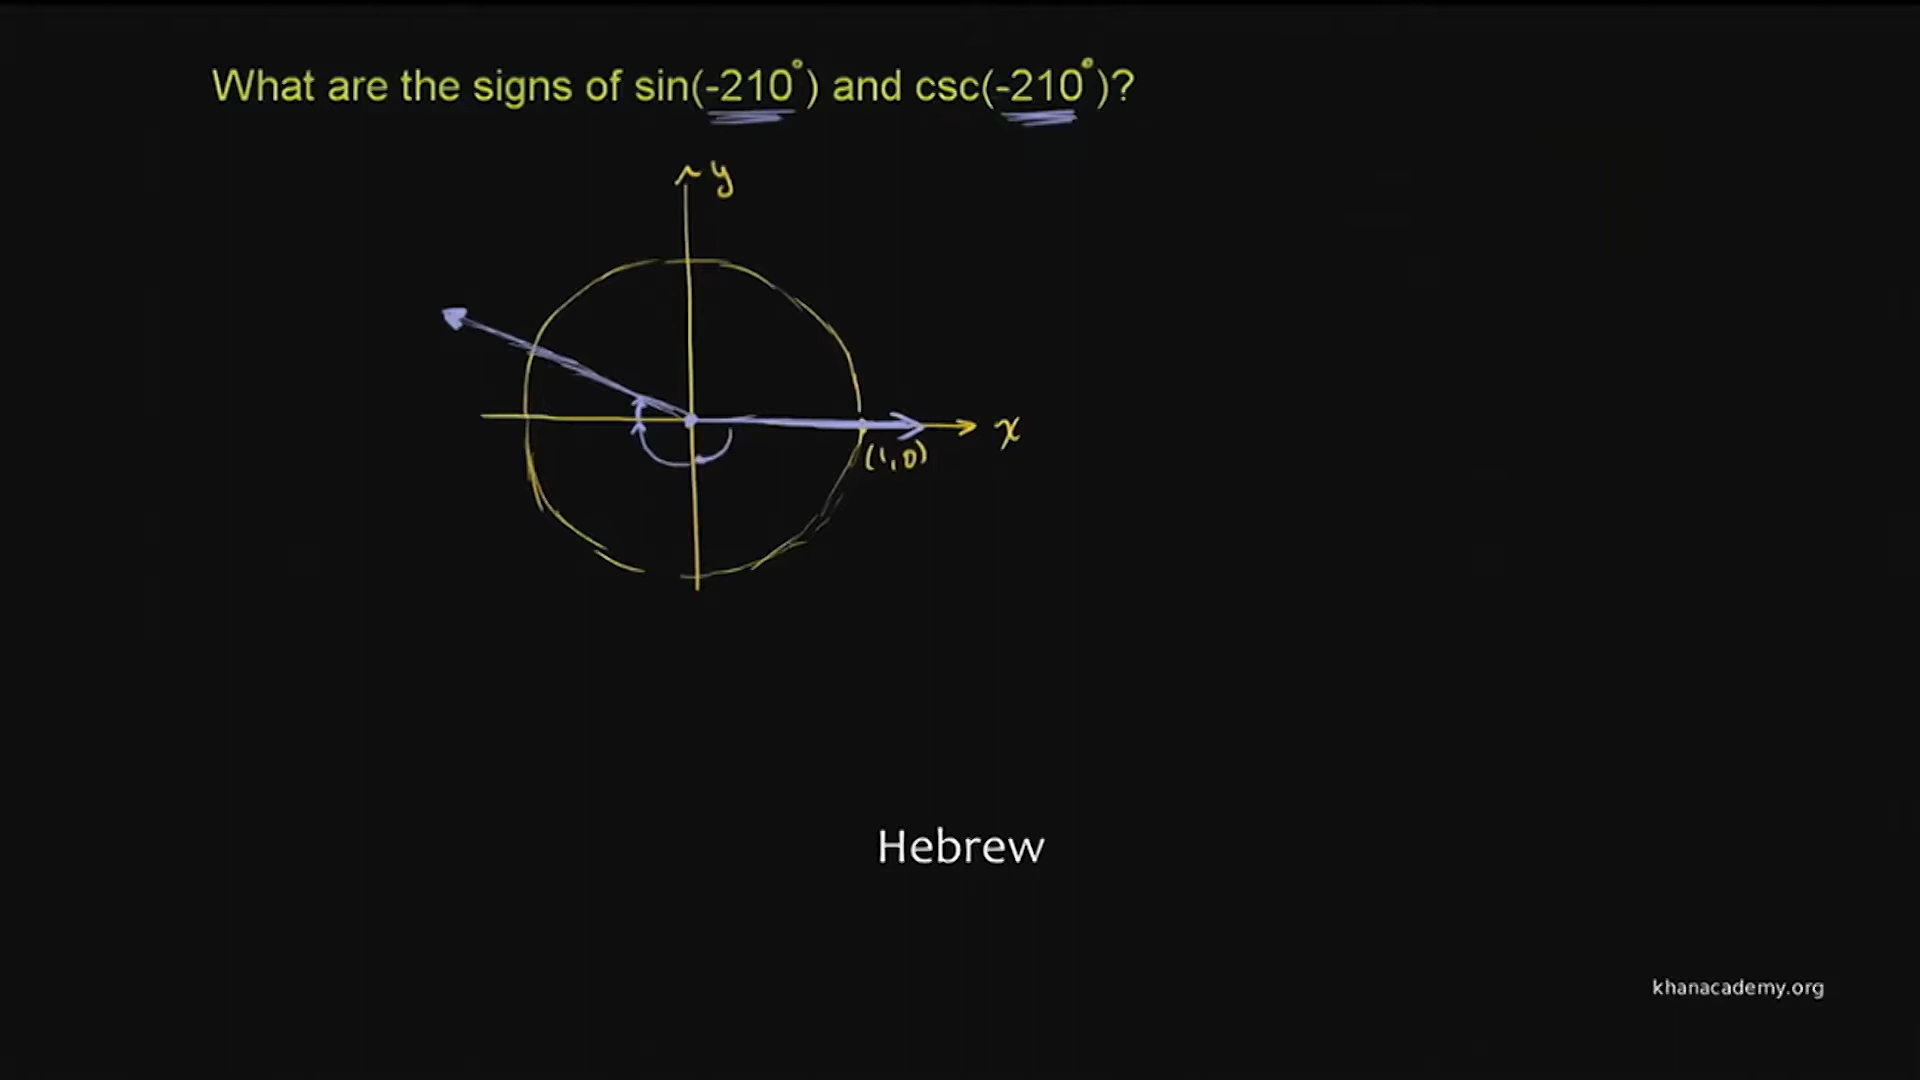 What are the signs of sin(-210°) and csc(-210°)?
y
x
(1,0)
Hebrew
khanacademy.org